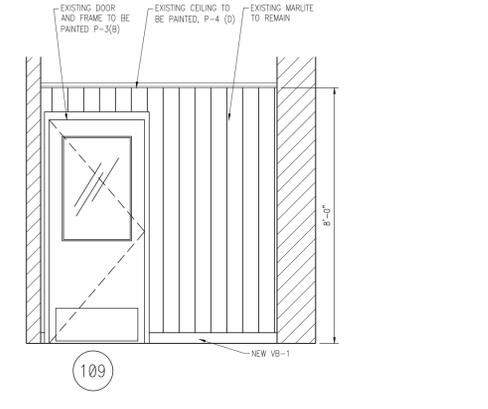 EXISTING DOOR
AND FRAME TO BE
PAINTED P-3(B)
EXISTING CEILING TO
BE PAINTED, P-4 (D)
EXISTING MARLITE
TO REMAIN
8'-0"
NEW VB-1
109